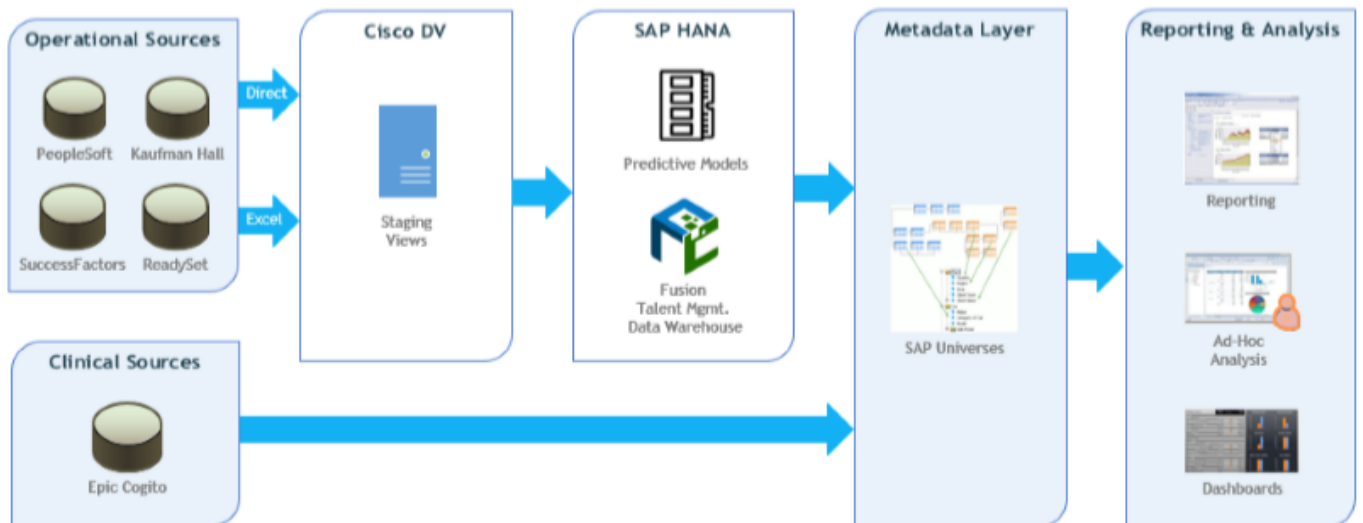 Operational Sources
PeopleSoft
Kaufman Hall
SuccessFactors
ReadySet
Direct
Excel
Clinical Sources
Epic Cogito
Cisco DV
Staging
Views
SAP HANA
Predictive Models
Fusion
Talent Mgmt.
Data Warehouse
Metadata Layer
SAP Universes
Reporting & Analysis
Reporting
Ad-Hoc
Analysis
Dashboards